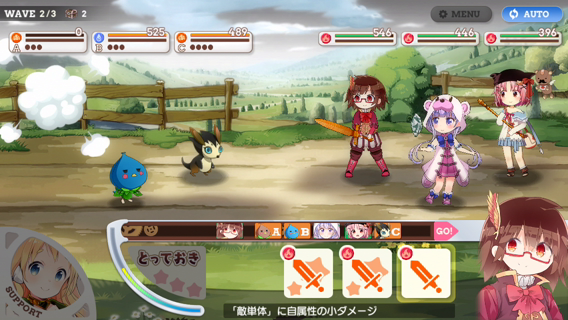 WAVE 2/3 2
MENU
AUTO
0
525
489
546
446
396
A
B
C
A B C GO!
とっておき
SUPPORT
「敵単体」に自属性の小ダメージ